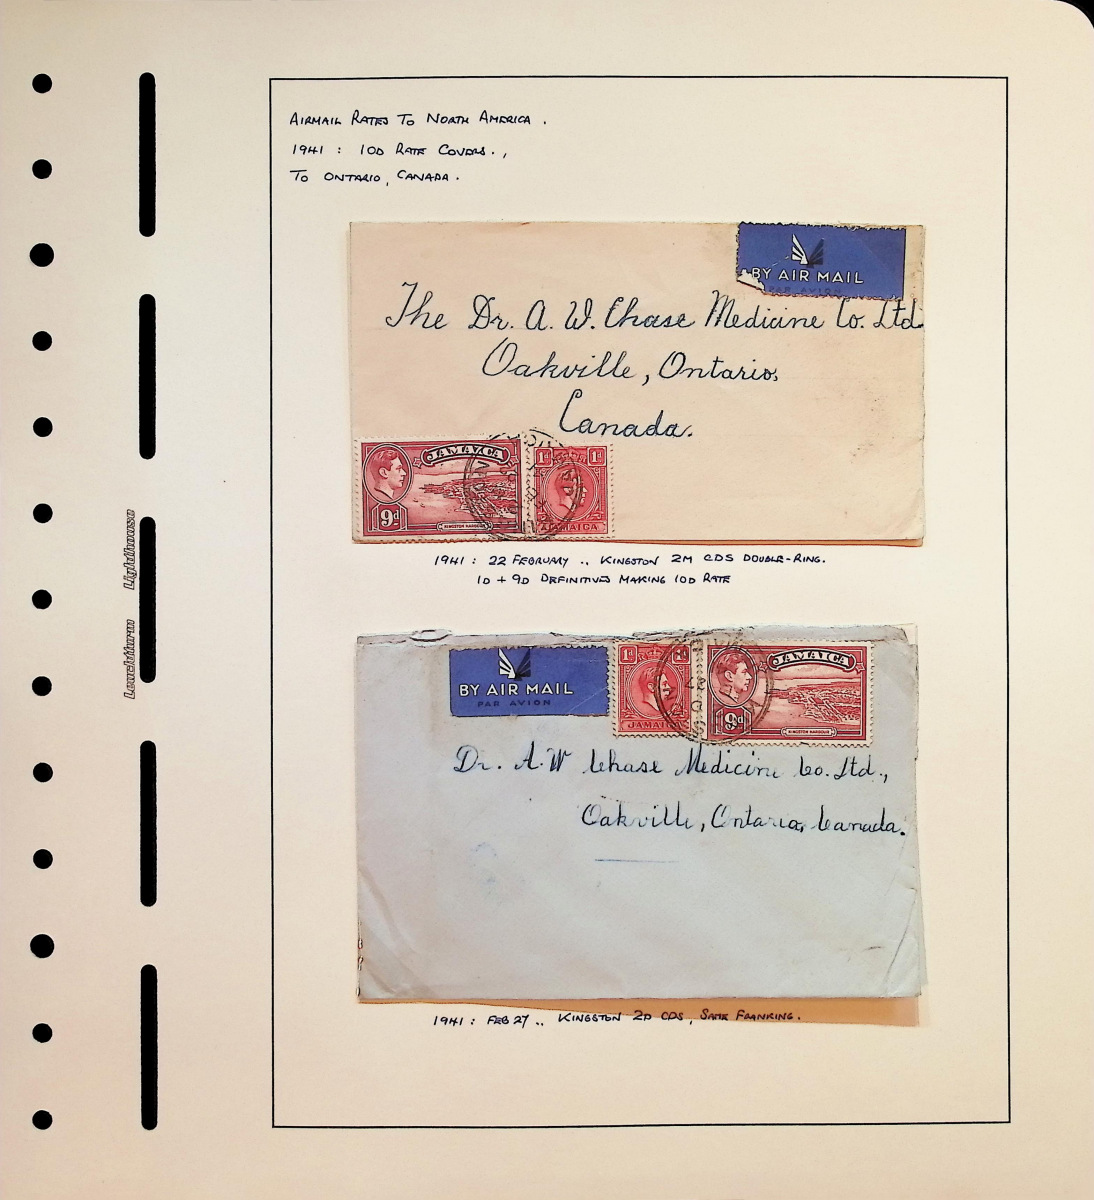 AIRMAIL RATES TO NORTH AMERICA .
1941 : 10D RATE COVERS . ,
TO ONTARIO, CANADA .
BY AIR MAIL
PAR AVION
The Dr. A. W. Chase Medicine Co. Ltd.
Oakville, Ontario,
Canada.
JAMAICA
9d
KINGSTON HARBOUR
1d 1d
JAMAICA
1941 : 22 FEBRUARY .. KINGSTON 2M CDS DOUBLE-RING.
1D + 9D DEFINITIVES MAKING 10D RATE
BY AIR MAIL
PAR AVION
1d
JAMAICA
JAMAICA
9d
KINGSTON HARBOUR
Dr. A. W Chase Medicine Co. Ltd.,
Oakville, Ontario, Canada.
1941 : FEB 27 .. KINGSTON 2D CDS, SAME FRANKING .
Leuchtturm Lighthouse